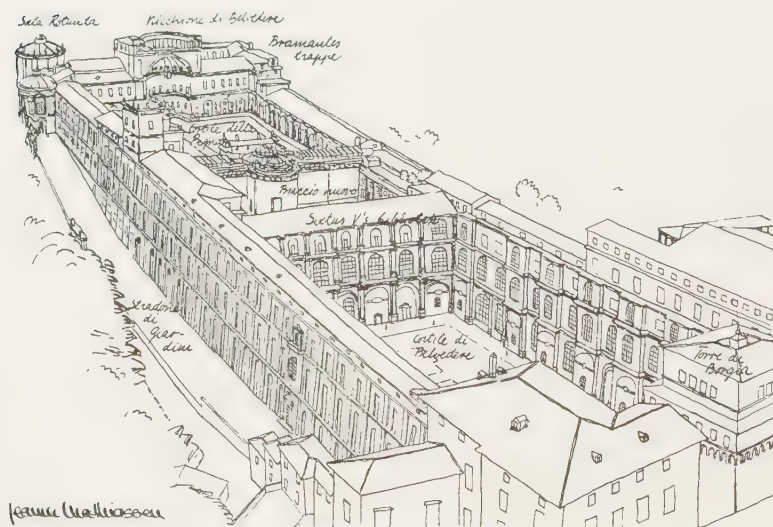 Sala Rotunda
Nicchione di Belvedere
Bramantes
trappe
Cortile della
Pigna
Braccio nuovo
Sixtus V's bibliotek
Stradone
di
Giar-
dini
Cortile di
Belvedere
Torre di
Borgia